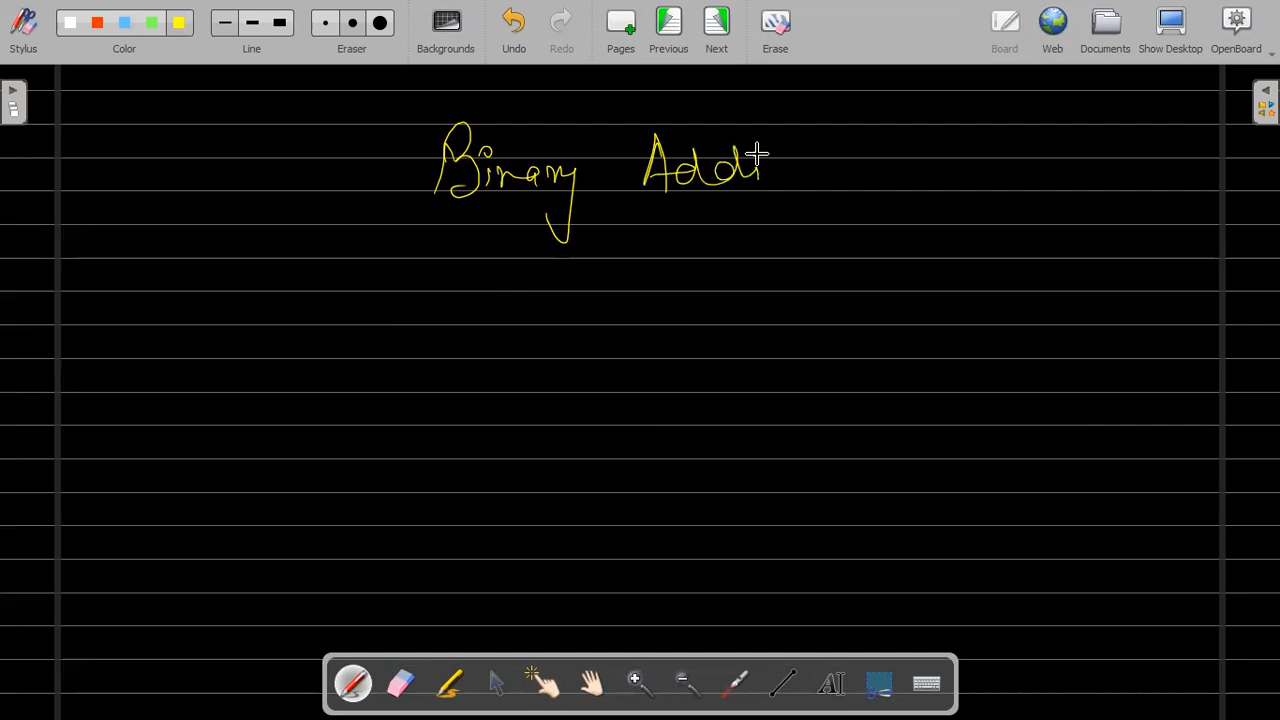 Stylus Color Line Eraser Backgrounds Undo Redo Pages Previous Next Erase Board Web Documents Show Desktop OpenBoard
Binary Addi
AI